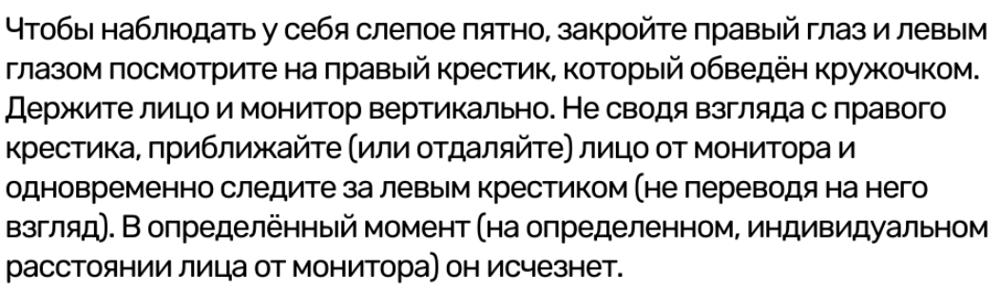 Чтобы наблюдать у себя слепое пятно, закройте правый глаз и левым
глазом посмотрите на правый крестик, который обведён кружочком.
Держите лицо и монитор вертикально. Не сводя взгляда с правого
крестика, приближайте (или отдаляйте) лицо от монитора и
одновременно следите за левым крестиком (не переводя на него
взгляд). В определённый момент (на определенном, индивидуальном
расстоянии лица от монитора) он исчезнет.